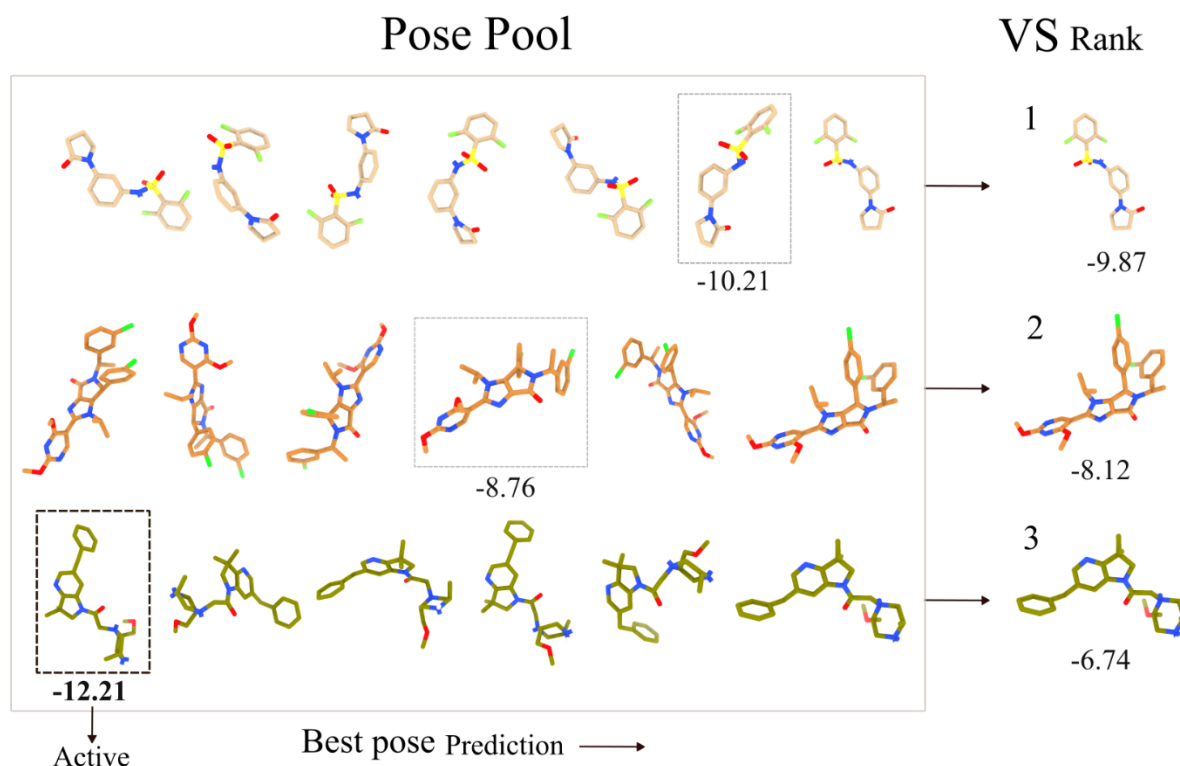 Pose Pool
VS Rank
1
-10.21
-9.87
2
-8.76
-8.12
3
-12.21
-6.74
Active
Best pose Prediction